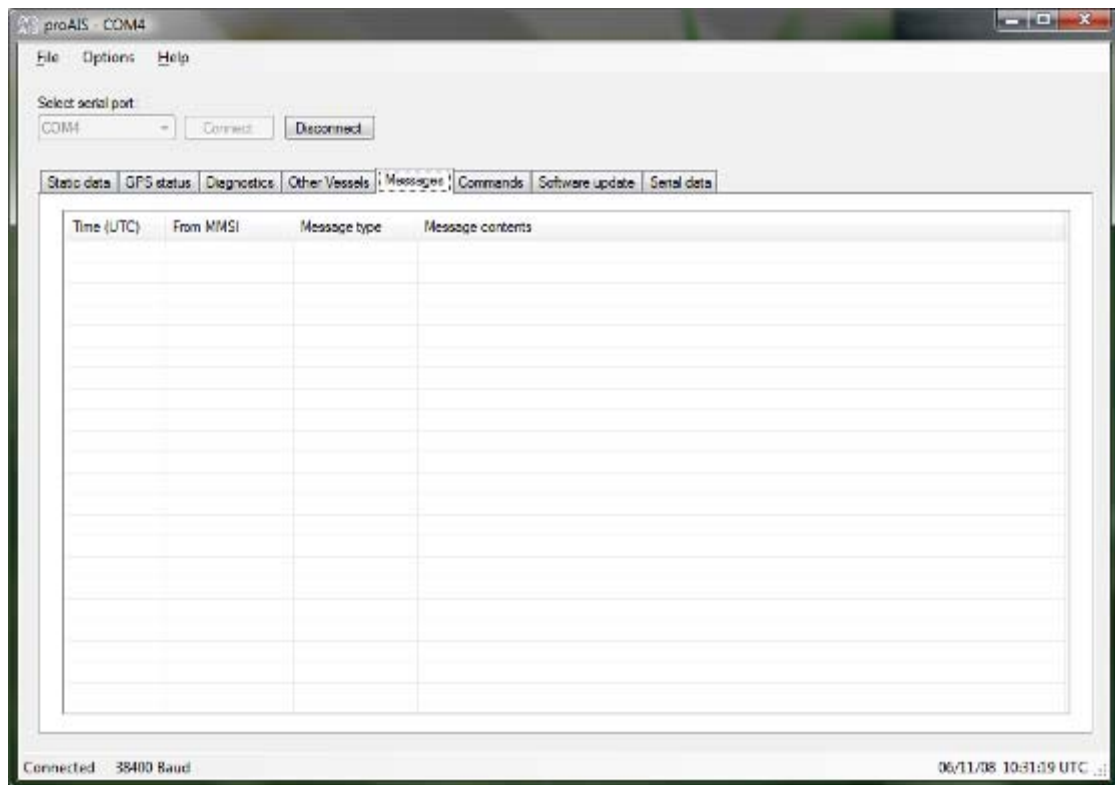 proAIS - COM4
File Options Help
Select serial port
COM4 Connect Disconnect
Static data GPS status Diagnostics Other Vessels Messages Commands Software update Serial data
Time (UTC) From MMSI Message type Message contents
Connected 38400 Baud 06/11/08 10:31:19 UTC